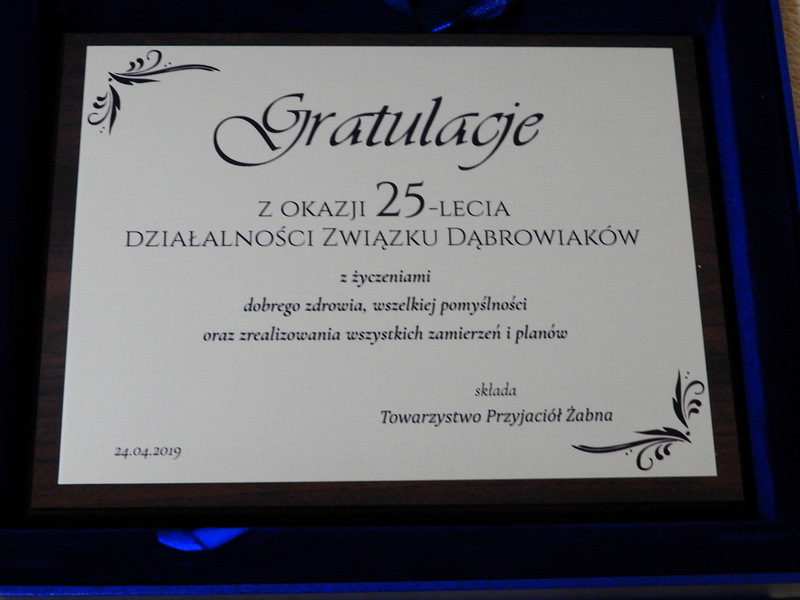 Gratulacje
Z OKAZJI 25-LECIA
DZIAŁALNOŚCI ZWIĄZKU DĄBROWIAKÓW
z życzeniami
dobrego zdrowia, wszelkiej pomyślności
oraz zrealizowania wszystkich zamierzeń i planów
składa
Towarzystwo Przyjaciół Żabna
24.04.2019